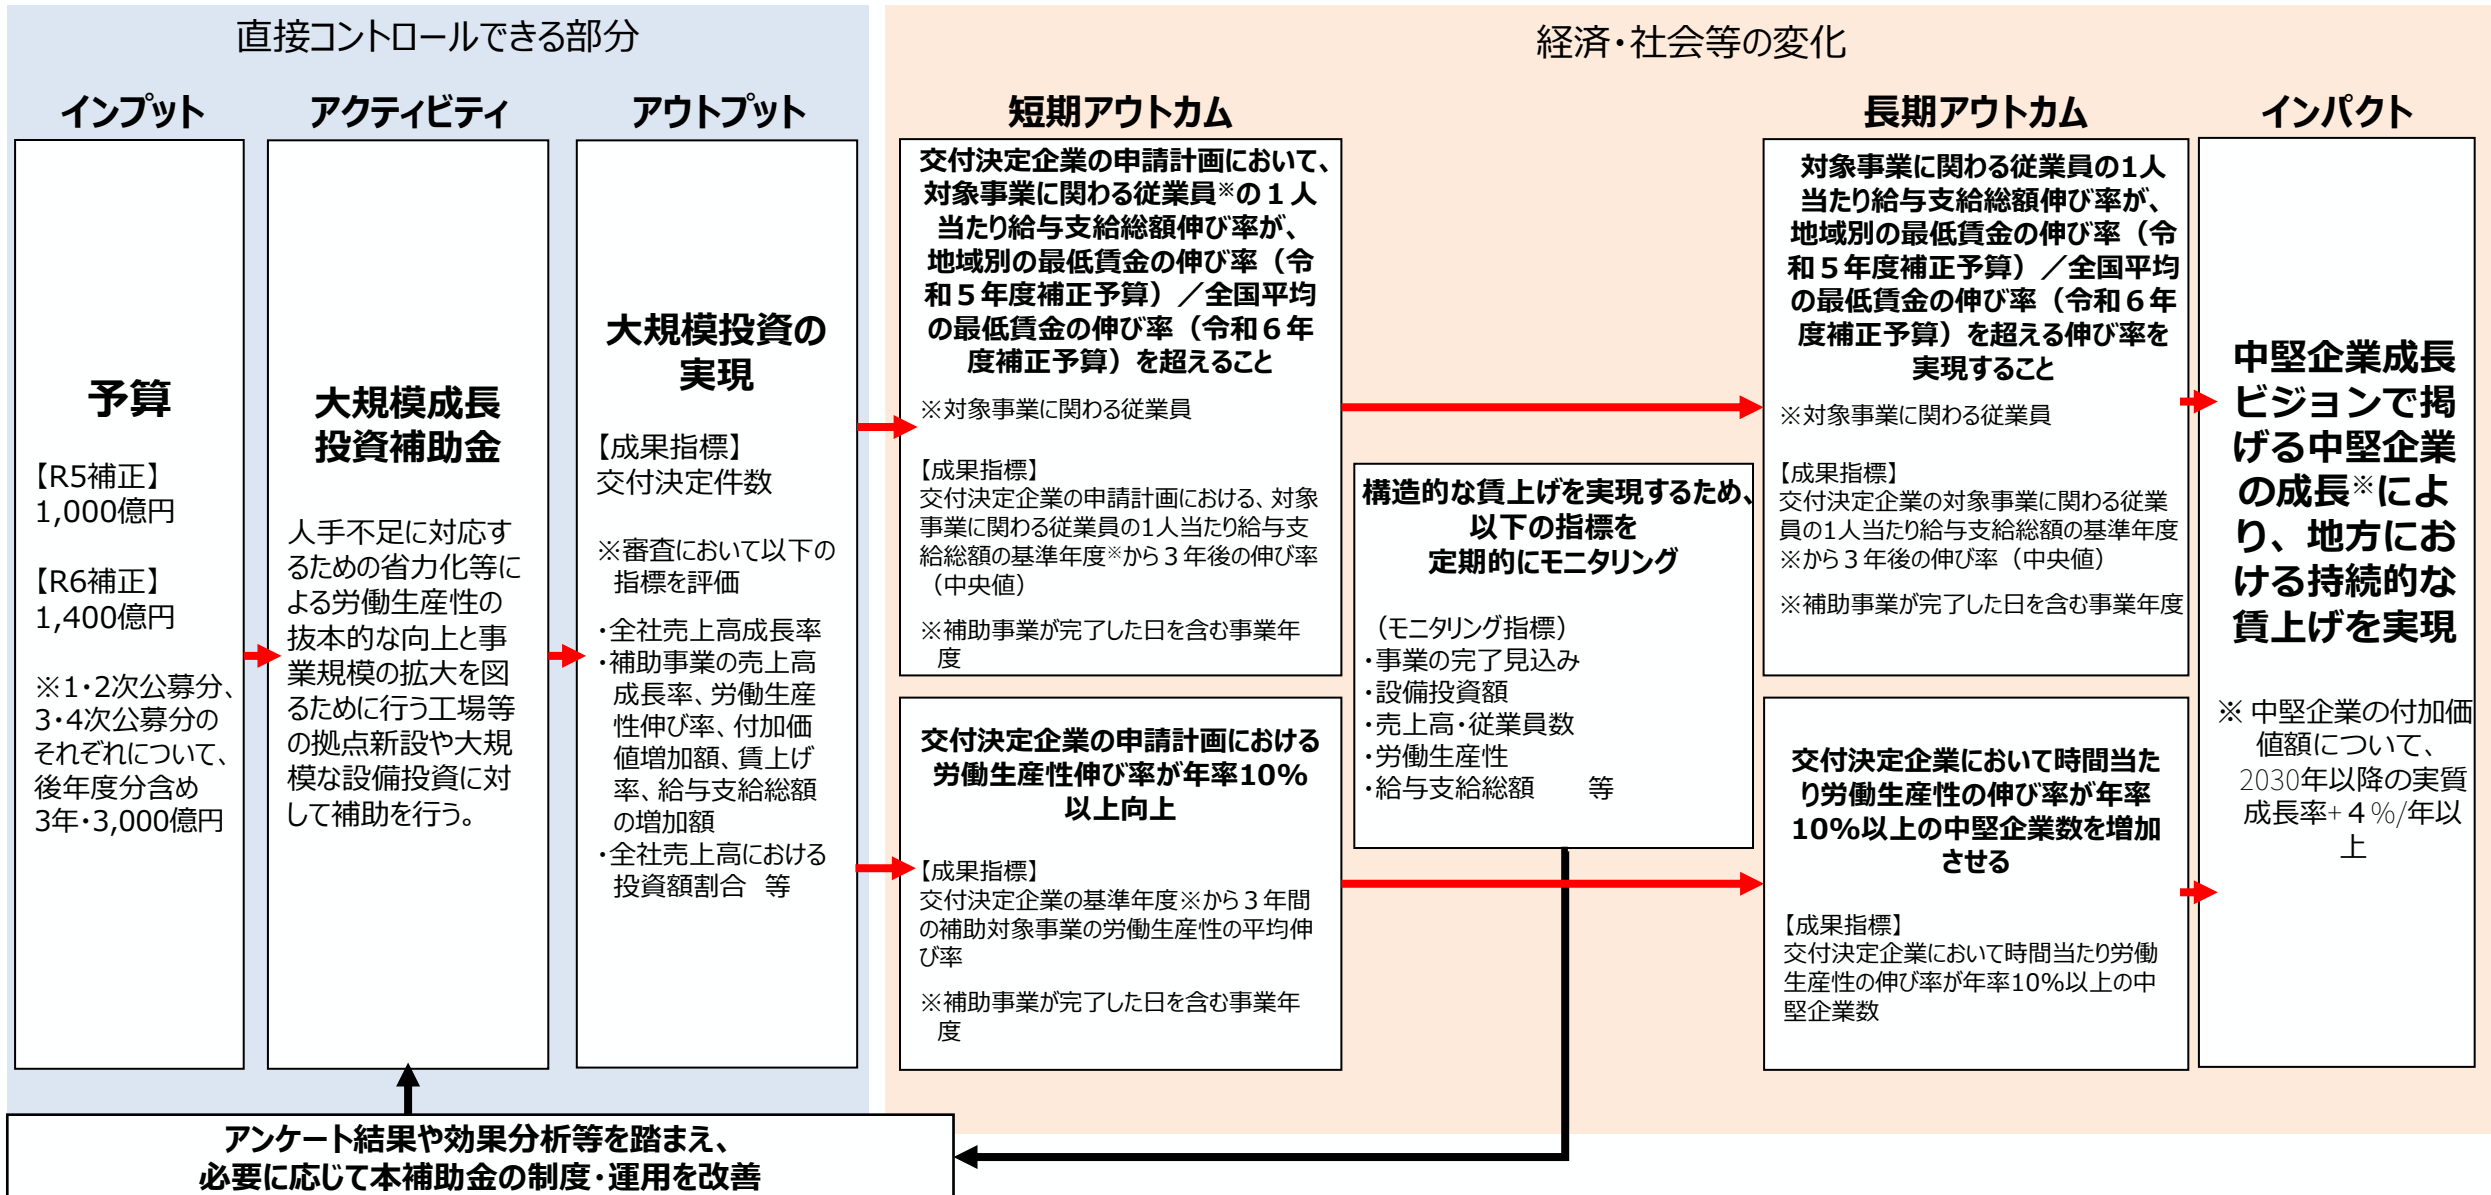 直接コントロールできる部分
経済・社会等の変化
インプット
アクティビティ
アウトプット
短期アウトカム
長期アウトカム
インパクト
予算
【R5補正】
1,000億円
【R6補正】
1,400億円
※1・2次公募分、
3・4次公募分の
それぞれについて、
後年度分含め
3年・3,000億円
大規模成長
投資補助金
人手不足に対応す
るための省力化等に
よる労働生産性の
抜本的な向上と事
業規模の拡大を図
るために行う工場等
の拠点新設や大規
模な設備投資に対
して補助を行う。
大規模投資の
実現
【成果指標】
交付決定件数
※審査において以下の
指標を評価
・全社売上高成長率
・補助事業の売上高
成長率、労働生産
性伸び率、付加価
値増加額、賃上げ
率、給与支給総額
の増加額
・全社売上高における
投資額割合 等
交付決定企業の申請計画において、
対象事業に関わる従業員※の1人
当たり給与支給総額伸び率が、
地域別の最低賃金の伸び率（令
和5年度補正予算）／全国平均
の最低賃金の伸び率（令和6年
度補正予算）を超えること
※対象事業に関わる従業員
【成果指標】
交付決定企業の申請計画における、対象
事業に関わる従業員の1人当たり給与支
給総額の基準年度※から3年後の伸び率
（中央値）
※補助事業が完了した日を含む事業年
度
交付決定企業の申請計画における
労働生産性伸び率が年率10%
以上向上
【成果指標】
交付決定企業の基準年度※から3年間
の補助対象事業の労働生産性の平均伸
び率
※補助事業が完了した日を含む事業年
度
構造的な賃上げを実現するため、
以下の指標を
定期的にモニタリング
（モニタリング指標）
・事業の完了見込み
・設備投資額
・売上高・従業員数
・労働生産性
・給与支給総額 等
対象事業に関わる従業員の1人
当たり給与支給総額伸び率が、
地域別の最低賃金の伸び率（令
和5年度補正予算）／全国平均
の最低賃金の伸び率（令和6年
度補正予算）を超える伸び率を
実現すること
※対象事業に関わる従業員
【成果指標】
交付決定企業の対象事業に関わる従業
員の1人当たり給与支給総額の基準年度
※から3年後の伸び率（中央値）
※補助事業が完了した日を含む事業年度
交付決定企業において時間当た
り労働生産性の伸び率が年率
10%以上の中堅企業数を増加
させる
【成果指標】
交付決定企業において時間当たり労働
生産性の伸び率が年率10%以上の中
堅企業数
中堅企業成長
ビジョンで掲
げる中堅企業
の成長※によ
り、地方にお
ける持続的な
賃上げを実現
※ 中堅企業の付加価
値額について、
2030年以降の実質
成長率+４%/年以
上
アンケート結果や効果分析等を踏まえ、
必要に応じて本補助金の制度・運用を改善